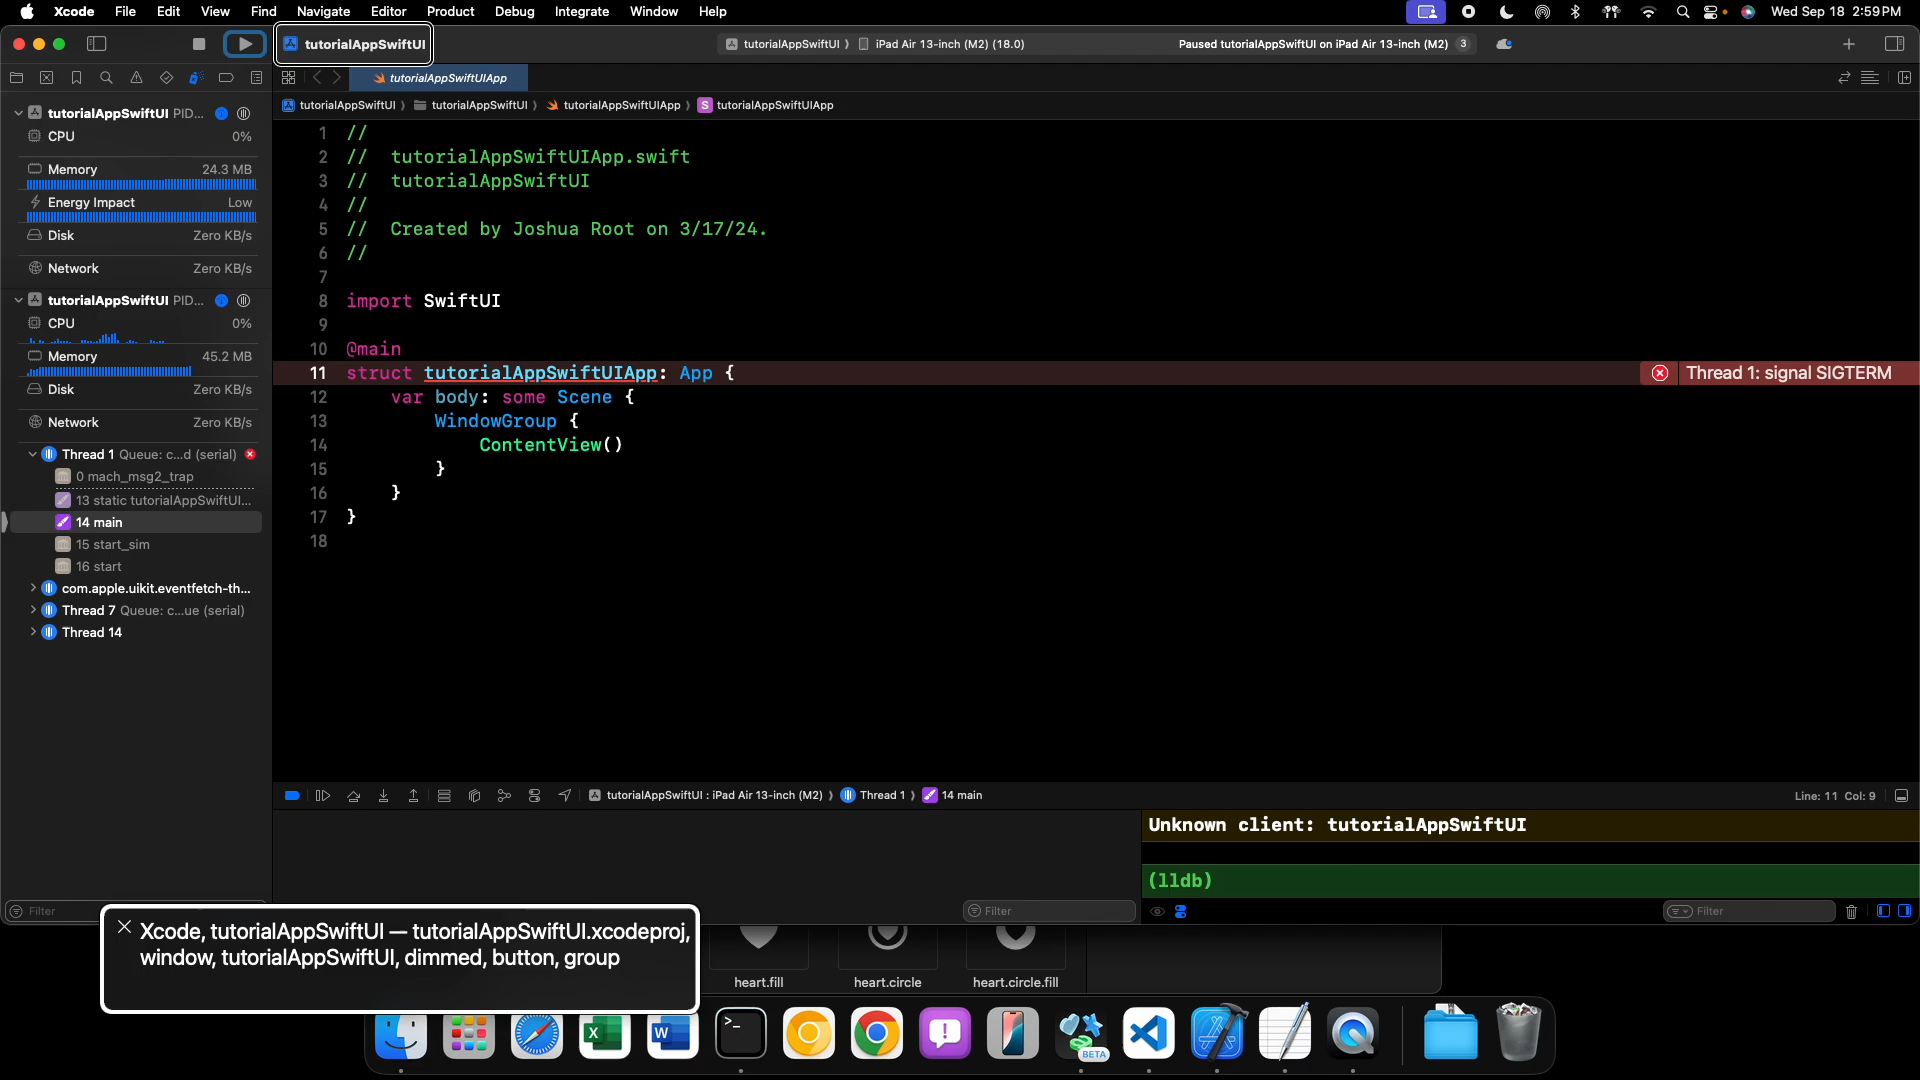 Xcode File Edit View Find Navigate Editor Product Debug Integrate Window Help Wed Sep 18 2:59 PM
tutorialAppSwiftUI
tutorialAppSwiftUI iPad Air 13-inch (M2) (18.0) Paused tutorialAppSwiftUI on iPad Air 13-inch (M2) 3
tutorialAppSwiftUIApp
tutorialAppSwiftUI tutorialAppSwiftUI tutorialAppSwiftUIApp S tutorialAppSwiftUIApp
tutorialAppSwiftUI PID...
CPU 0%
Memory 24.3 MB
Energy Impact Low
Disk Zero KB/s
Network Zero KB/s
tutorialAppSwiftUI PID...
CPU 0%
Memory 45.2 MB
Disk Zero KB/s
Network Zero KB/s
Thread 1 Queue: c...d (serial)
0 mach_msg2_trap
13 static tutorialAppSwiftUI...
14 main
15 start_sim
16 start
com.apple.uikit.eventfetch-th...
Thread 7 Queue: c...ue (serial)
Thread 14
Filter
1 //
2 // tutorialAppSwiftUIApp.swift
3 // tutorialAppSwiftUI
4 //
5 // Created by Joshua Root on 3/17/24.
6 //
7
8 import SwiftUI
9
10 @main
11 struct tutorialAppSwiftUIApp: App { Thread 1: signal SIGTERM
12 var body: some Scene {
13 WindowGroup {
14 ContentView()
15 }
16 }
17 }
18
tutorialAppSwiftUI : iPad Air 13-inch (M2) Thread 1 14 main Line: 11 Col: 9
Unknown client: tutorialAppSwiftUI
(lldb)
Filter
Filter
Xcode, tutorialAppSwiftUI — tutorialAppSwiftUI.xcodeproj,
window, tutorialAppSwiftUI, dimmed, button, group
heart.fill heart.circle heart.circle.fill
BETA